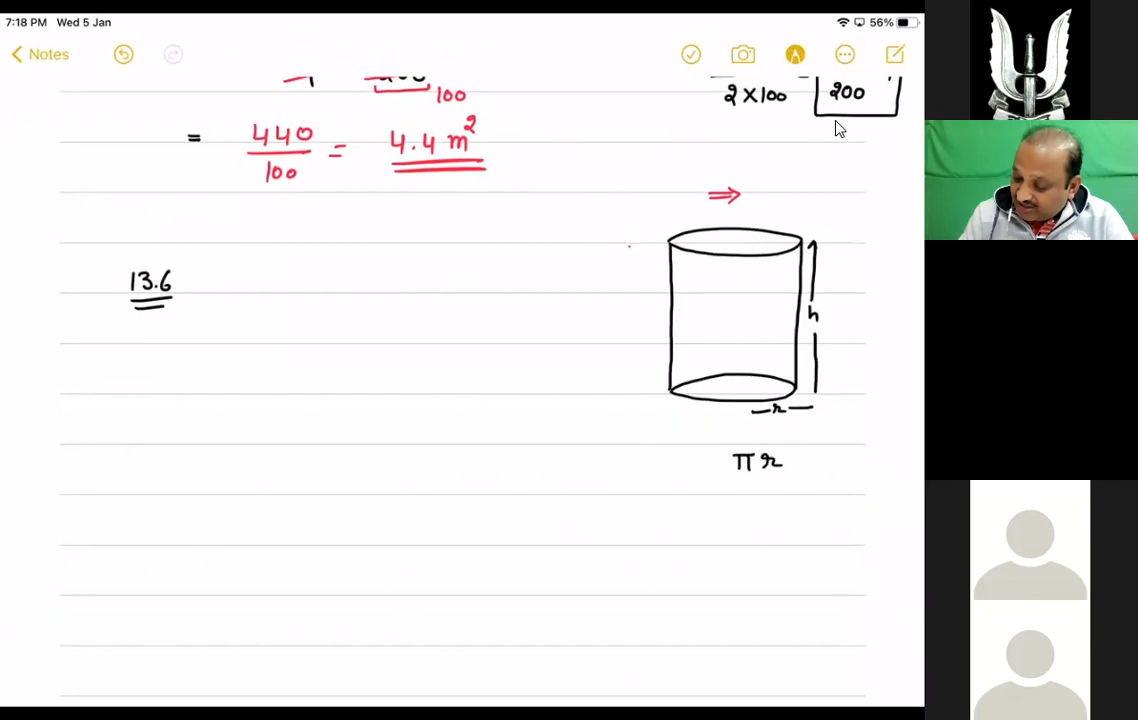 7:18 PM Wed 5 Jan
56%
Notes
100
2 × 100
200
= 440/100 = 4.4 m²
⇒
13.6
h
r
πr